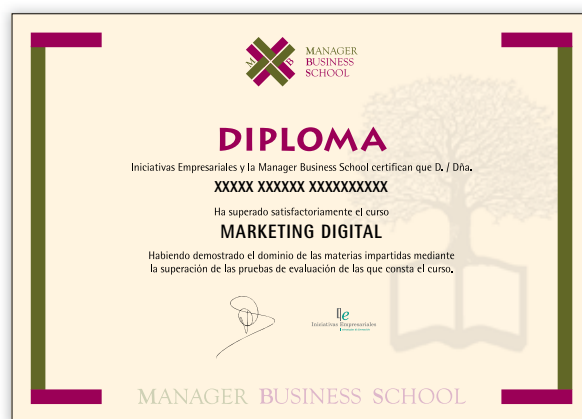 M B
MANAGER
BUSINESS
SCHOOL
DIPLOMA
Iniciativas Empresariales y la Manager Business School certifican que D. / Dña.
XXXXX XXXXXX XXXXXXXXXX
Ha superado satisfactoriamente el curso
MARKETING DIGITAL
Habiendo demostrado el dominio de las materias impartidas mediante
la superación de las pruebas de evaluación de las que consta el curso.
Iniciativas Empresariales
MANAGER BUSINESS SCHOOL